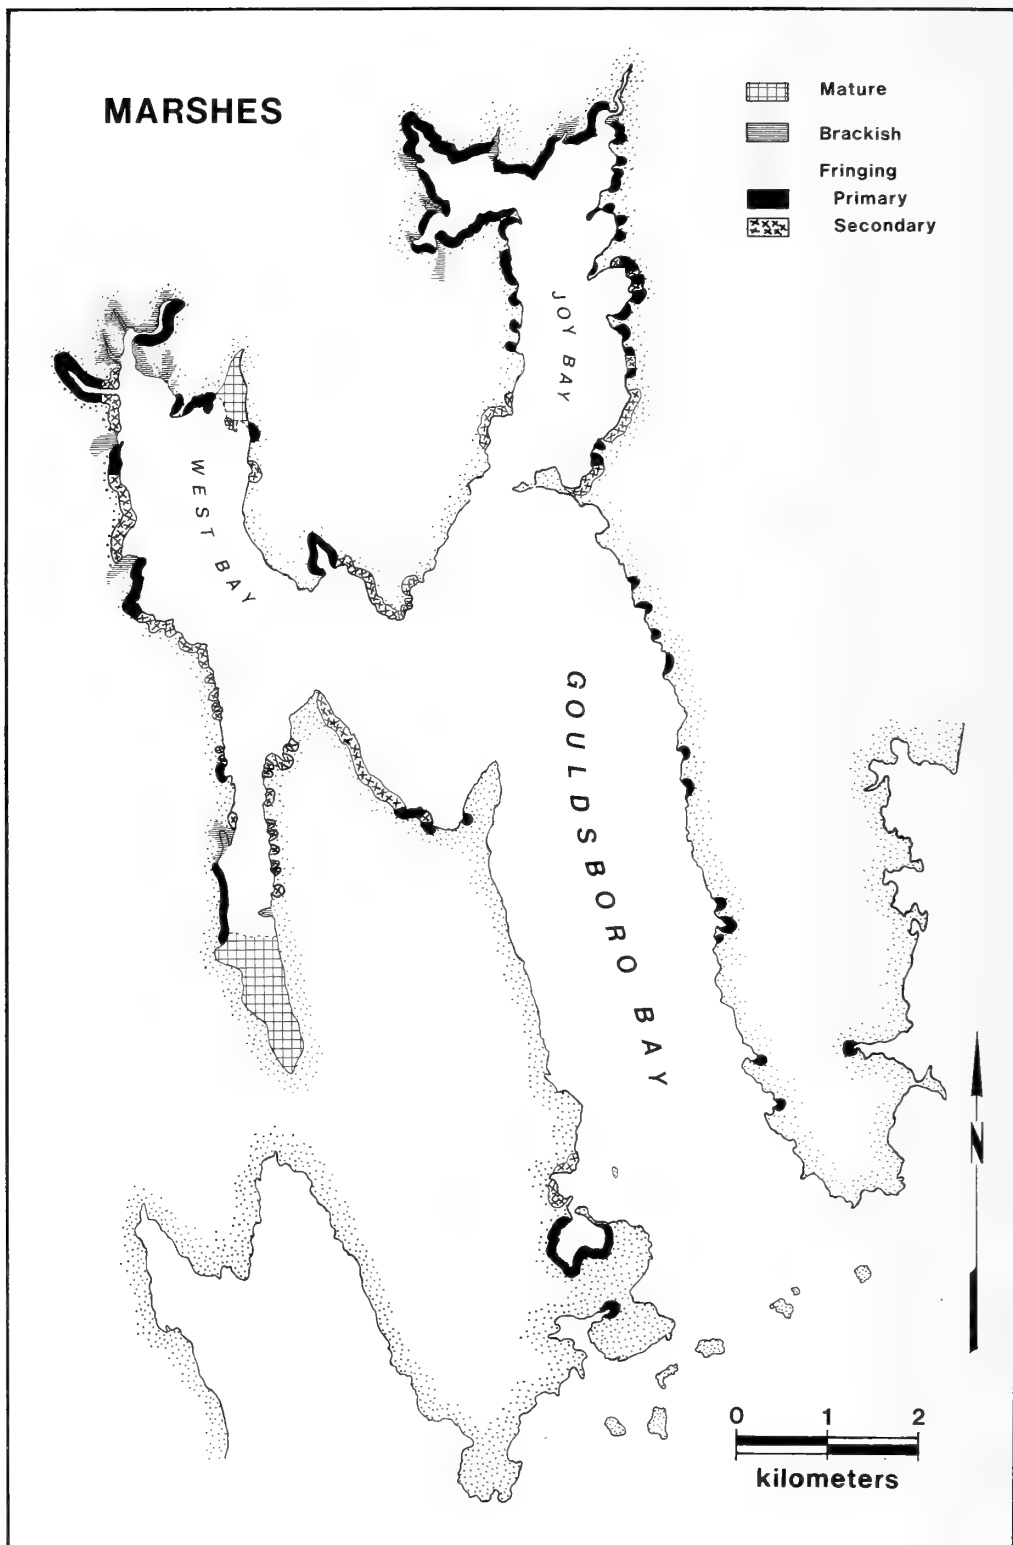 MARSHES
Mature
Brackish
Fringing
Primary
Secondary
JOY BAY
WEST BAY
GOULDSBORO BAY
N
0 1 2
kilometers